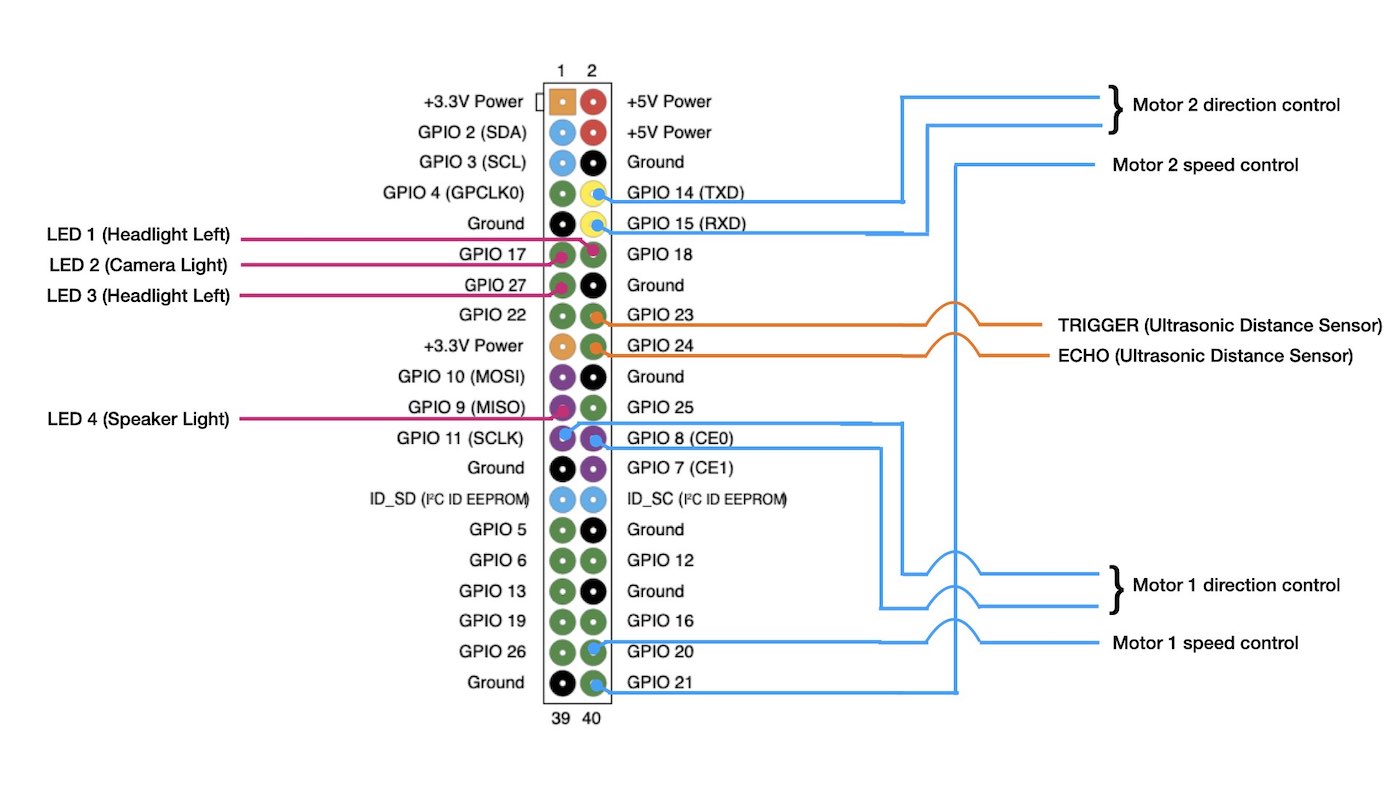 1 2
+3.3V Power +5V Power
GPIO 2 (SDA) +5V Power
GPIO 3 (SCL) Ground
GPIO 4 (GPCLK0) GPIO 14 (TXD)
Ground GPIO 15 (RXD)
GPIO 17 GPIO 18
GPIO 27 Ground
GPIO 22 GPIO 23
+3.3V Power GPIO 24
GPIO 10 (MOSI) Ground
GPIO 9 (MISO) GPIO 25
GPIO 11 (SCLK) GPIO 8 (CE0)
Ground GPIO 7 (CE1)
ID_SD (I²C ID EEPROM) ID_SC (I²C ID EEPROM)
GPIO 5 Ground
GPIO 6 GPIO 12
GPIO 13 Ground
GPIO 19 GPIO 16
GPIO 26 GPIO 20
Ground GPIO 21
39 40
LED 1 (Headlight Left)
LED 2 (Camera Light)
LED 3 (Headlight Left)
LED 4 (Speaker Light)
} Motor 2 direction control
Motor 2 speed control
TRIGGER (Ultrasonic Distance Sensor)
ECHO (Ultrasonic Distance Sensor)
} Motor 1 direction control
Motor 1 speed control